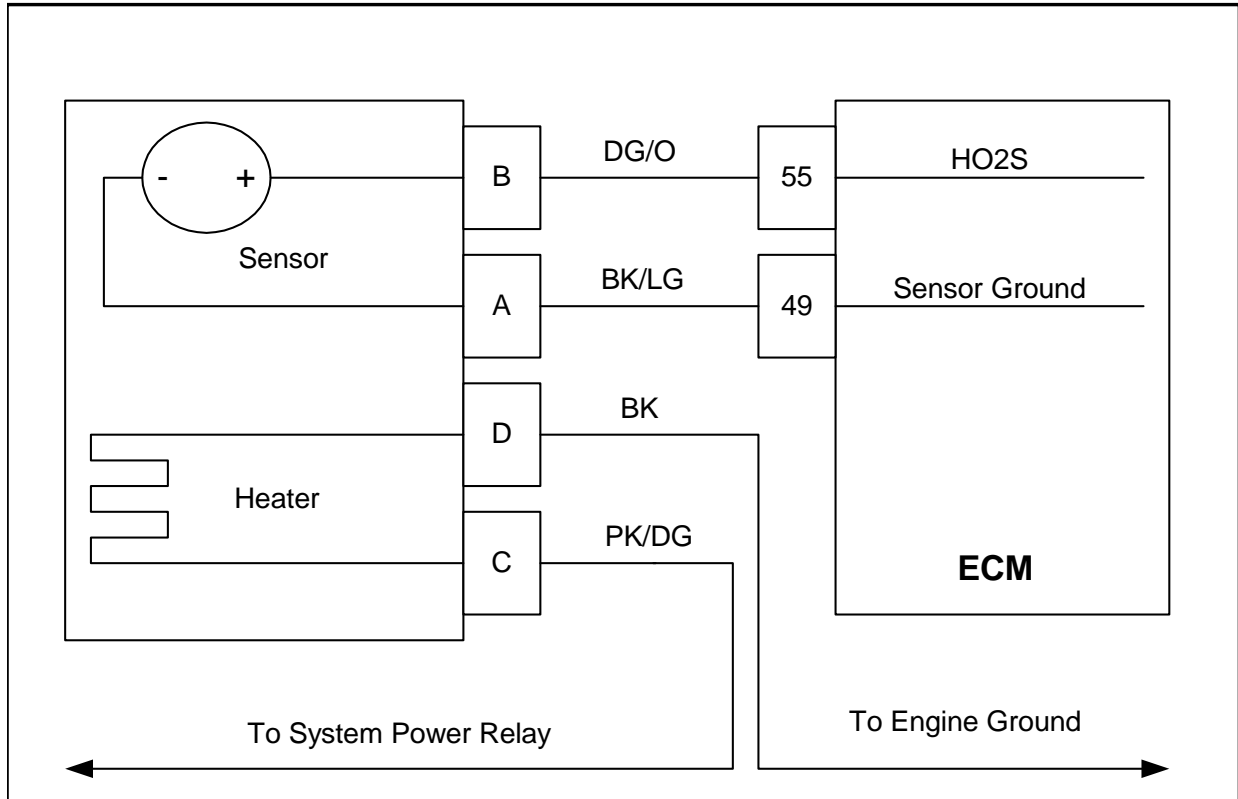 - +
B
DG/O
55
HO2S
Sensor
A
BK/LG
49
Sensor Ground
D
BK
Heater
C
PK/DG
ECM
To System Power Relay
To Engine Ground